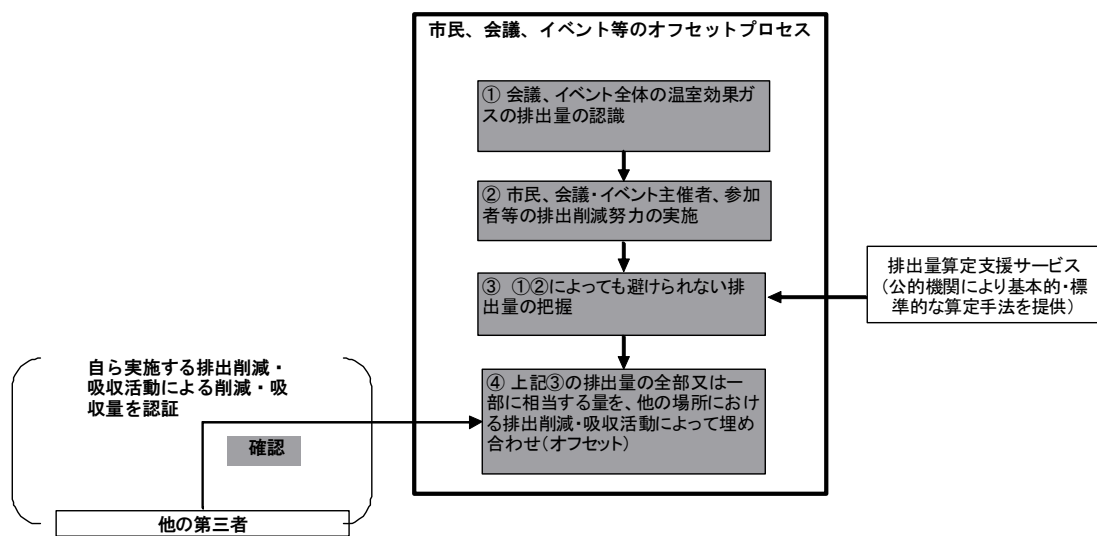 市民、会議、イベント等のオフセットプロセス
① 会議、イベント全体の温室効果ガ
スの排出量の認識
② 市民、会議・イベント主催者、参加
者等の排出削減努力の実施
③ ①②によっても避けられない排
出量の把握
排出量算定支援サービス
(公的機関により基本的・標
準的な算定手法を提供)
④ 上記③の排出量の全部又は一
部に相当する量を、他の場所におけ
る排出削減・吸収活動によって埋め
合わせ(オフセット)
自ら実施する排出削減・
吸収活動による削減・吸
収量を認証
確認
他の第三者